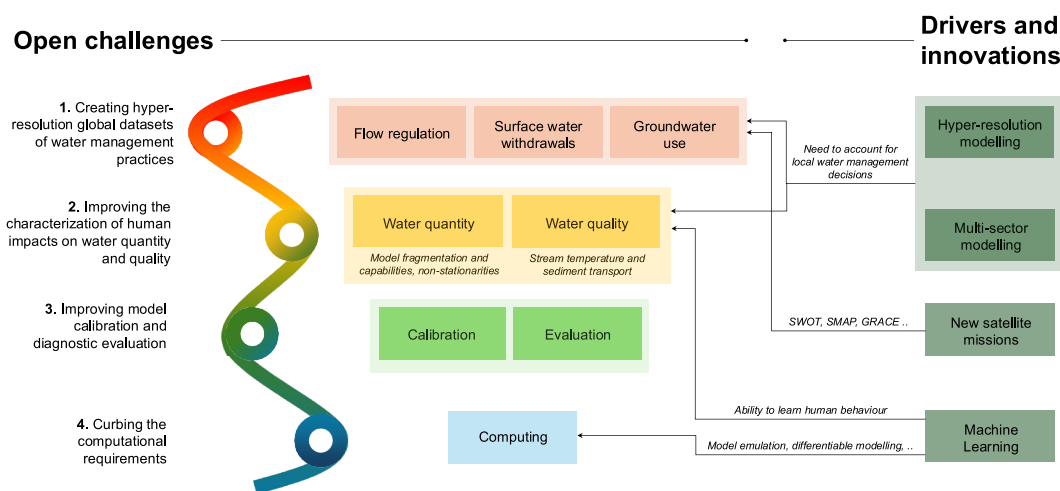 Open challenges
Drivers and
innovations
1. Creating hyper-
resolution global datasets
of water management
practices
Flow regulation
Surface water
withdrawals
Groundwater
use
Need to account for
local water management
decisions
Hyper-resolution
modelling
Multi-sector
modelling
2. Improving the
characterization of human
impacts on water quantity
and quality
Water quantity
Water quality
Model fragmentation and
capabilities, non-stationarities
Stream temperature and
sediment transport
3. Improving model
calibration and
diagnostic evaluation
Calibration
Evaluation
SWOT, SMAP, GRACE ..
New satellite
missions
4. Curbing the
computational
requirements
Computing
Ability to learn human behaviour
Model emulation, differentiable modelling, ..
Machine
Learning